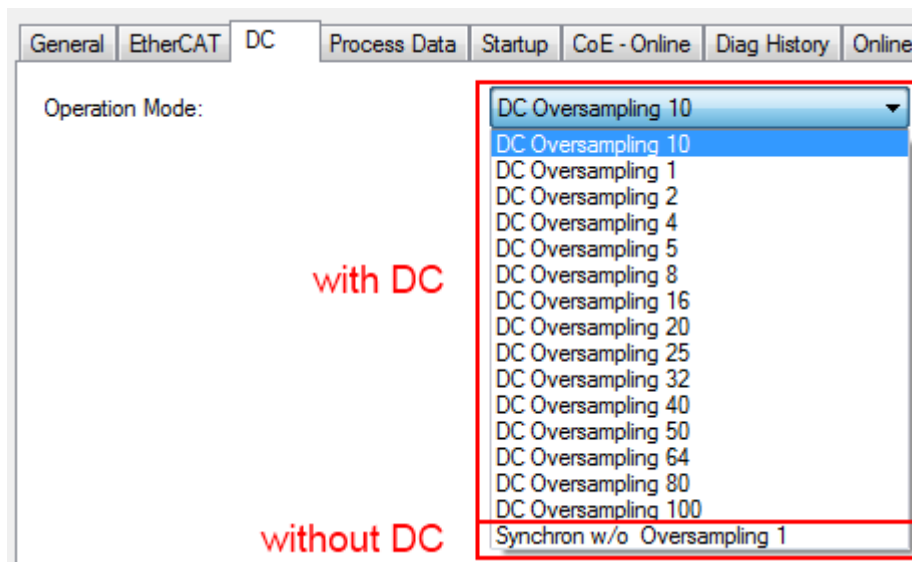 General EtherCAT DC Process Data Startup CoE - Online Diag History Online
Operation Mode: DC Oversampling 10
DC Oversampling 10
DC Oversampling 1
DC Oversampling 2
DC Oversampling 4
DC Oversampling 5
with DC DC Oversampling 8
DC Oversampling 16
DC Oversampling 20
DC Oversampling 25
DC Oversampling 32
DC Oversampling 40
DC Oversampling 50
DC Oversampling 64
DC Oversampling 80
DC Oversampling 100
without DC Synchron w/o Oversampling 1